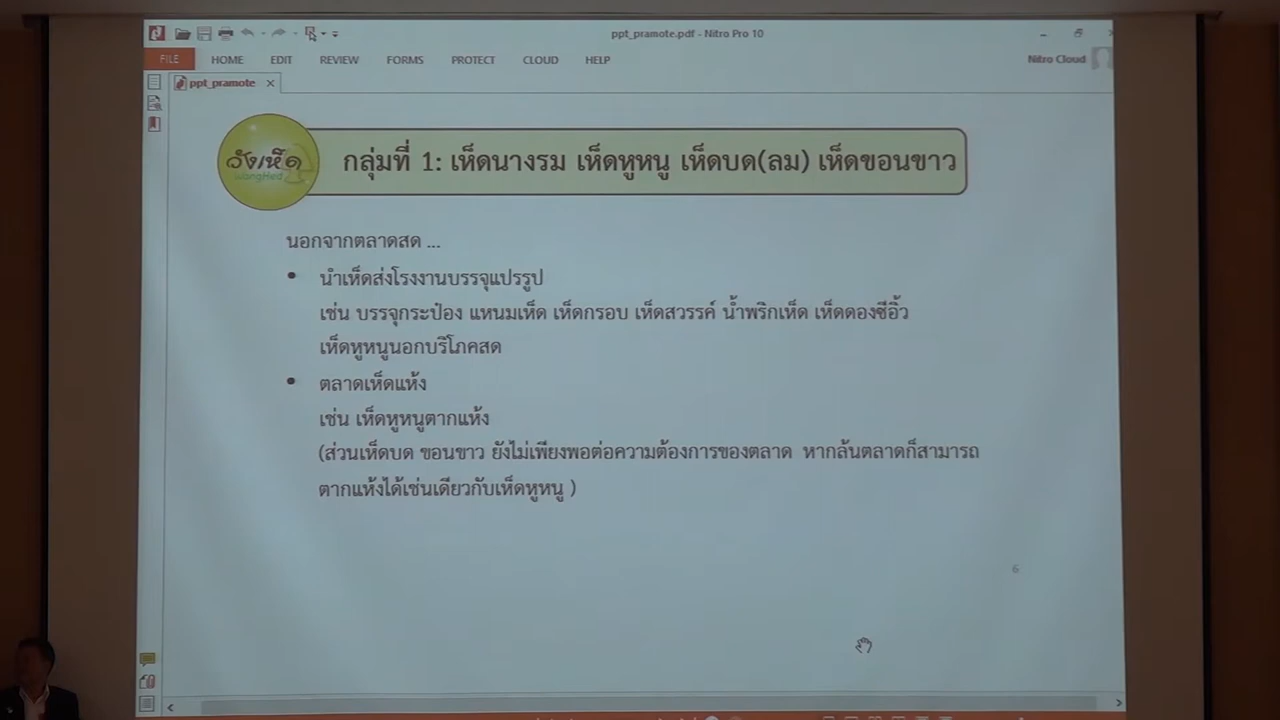 ppt_pramote.pdf - Nitro Pro 10
FILE HOME EDIT REVIEW FORMS PROTECT CLOUD HELP Nitro Cloud
ppt_pramote
วังเห็ด
WangHed
กลุ่มที่ 1: เห็ดนางรม เห็ดหูหนู เห็ดบด(ลม) เห็ดขอนขาว
นอกจากตลาดสด ...
• นำเห็ดส่งโรงงานบรรจุแปรรูป
เช่น บรรจุกระป๋อง แหนมเห็ด เห็ดกรอบ เห็ดสวรรค์ น้ำพริกเห็ด เห็ดดองซีอิ้ว
เห็ดหูหนูนอกบริโภคสด
• ตลาดเห็ดแห้ง
เช่น เห็ดหูหนูตากแห้ง
(ส่วนเห็ดบด ขอนขาว ยังไม่เพียงพอต่อความต้องการของตลาด หากล้นตลาดก็สามารถ
ตากแห้งได้เช่นเดียวกับเห็ดหูหนู )
6